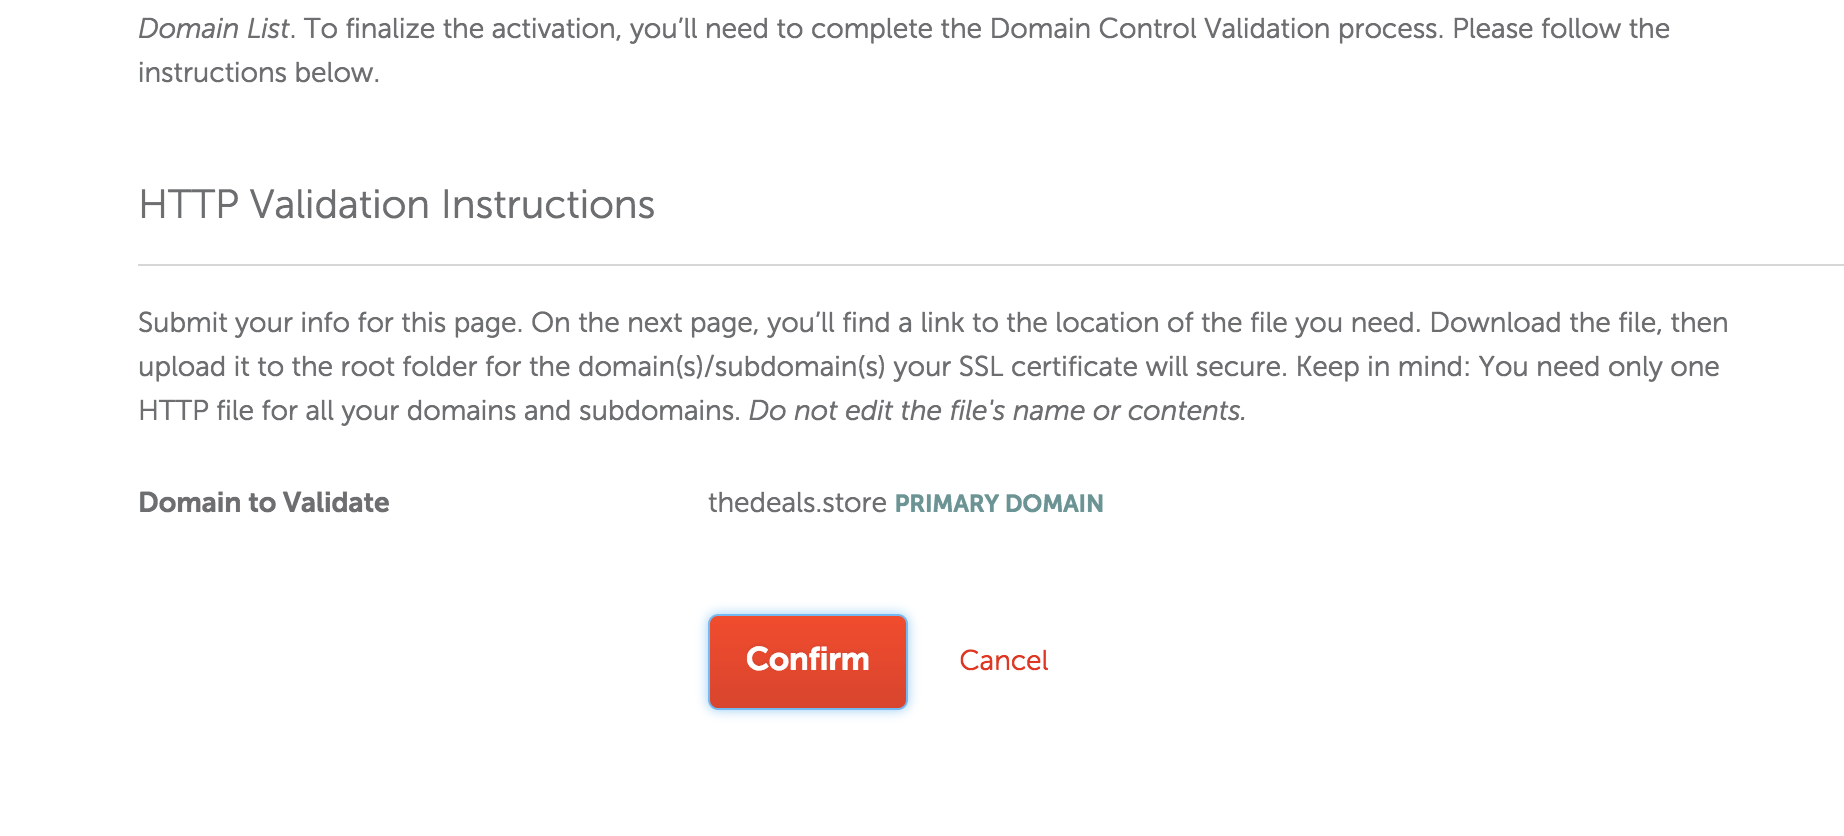 Domain List. To finalize the activation, you’ll need to complete the Domain Control Validation process. Please follow the
instructions below.
HTTP Validation Instructions
Submit your info for this page. On the next page, you’ll find a link to the location of the file you need. Download the file, then
upload it to the root folder for the domain(s)/subdomain(s) your SSL certificate will secure. Keep in mind: You need only one
HTTP file for all your domains and subdomains. Do not edit the file's name or contents.
Domain to Validate thedeals.store PRIMARY DOMAIN
Confirm Cancel